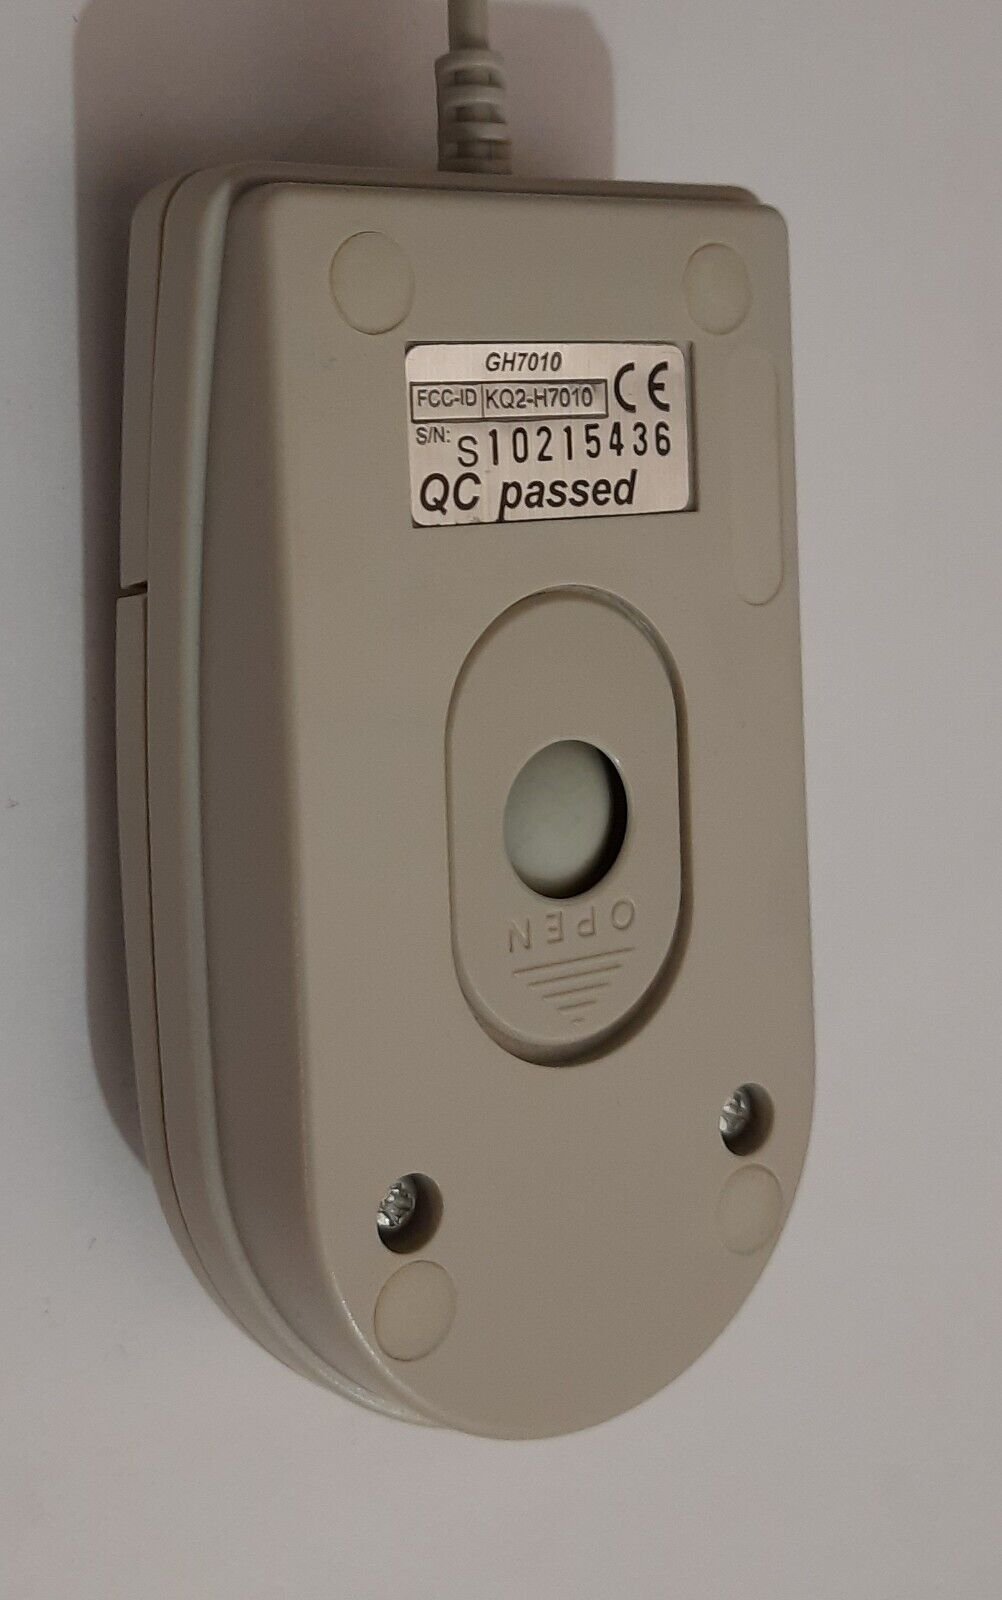 GH7010
FCC-ID KQ2-H7010 CE
S/N: S10215436
QC passed
OPEN